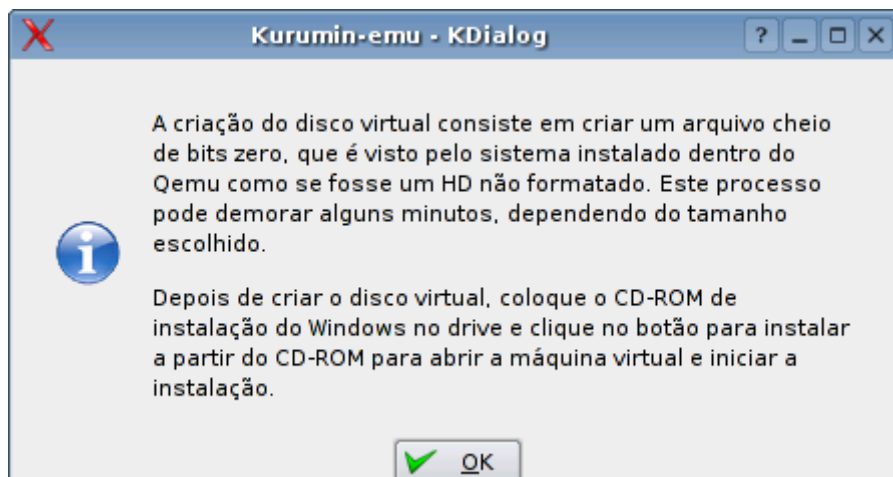 Kurumin-emu - KDialog
A criação do disco virtual consiste em criar um arquivo cheio
de bits zero, que é visto pelo sistema instalado dentro do
Qemu como se fosse um HD não formatado. Este processo
pode demorar alguns minutos, dependendo do tamanho
escolhido.
Depois de criar o disco virtual, coloque o CD-ROM de
instalação do Windows no drive e clique no botão para instalar
a partir do CD-ROM para abrir a máquina virtual e iniciar a
instalação.
OK